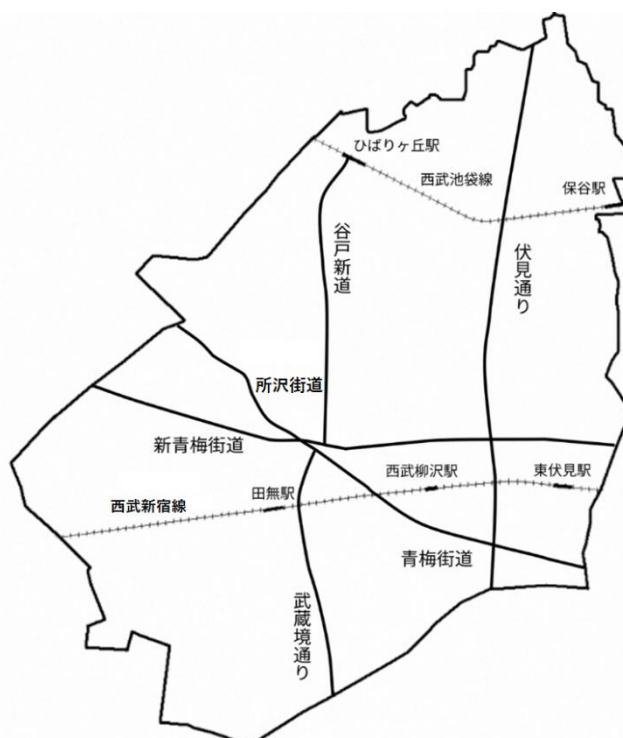 ひばりヶ丘駅
西武池袋線
保谷駅
谷戸新道
伏見通り
所沢街道
新青梅街道
西武柳沢駅
東伏見駅
田無駅
西武新宿線
青梅街道
武蔵境通り